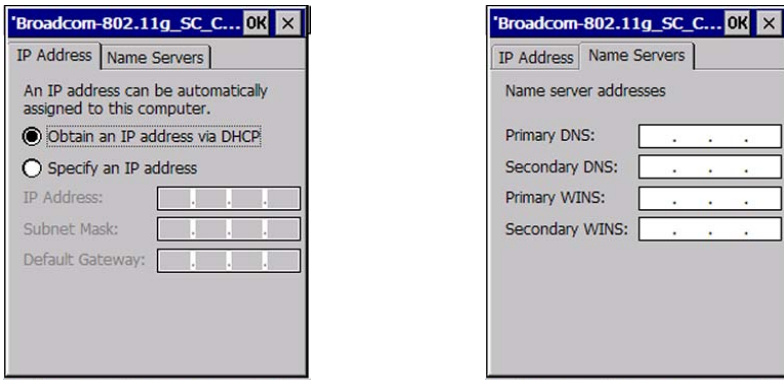 'Broadcom-802.11g_SC_C... OK ×
IP Address Name Servers
An IP address can be automatically
assigned to this computer.
Obtain an IP address via DHCP
Specify an IP address
IP Address: . . .
Subnet Mask: . . .
Default Gateway: . . .
'Broadcom-802.11g_SC_C... OK ×
IP Address Name Servers
Name server addresses
Primary DNS: . . .
Secondary DNS: . . .
Primary WINS: . . .
Secondary WINS: . . .